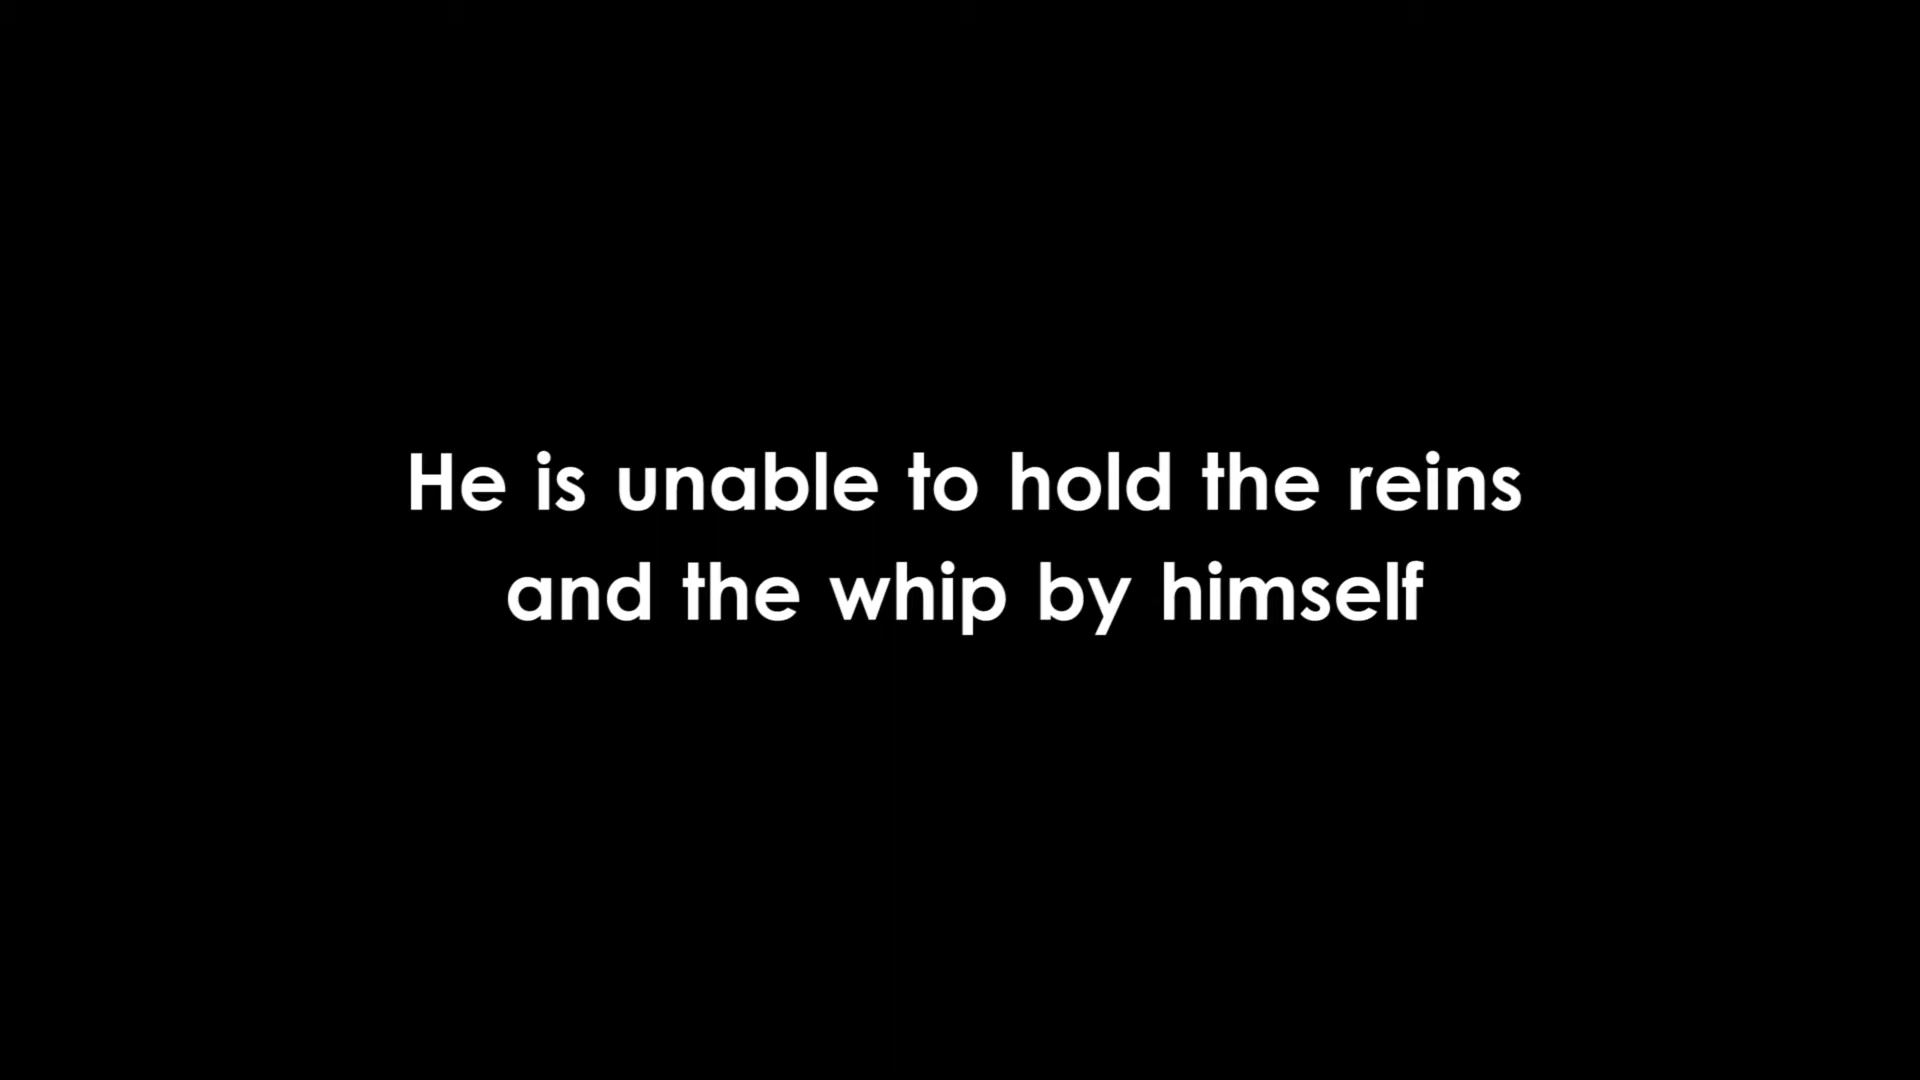 He is unable to hold the reins
and the whip by himself